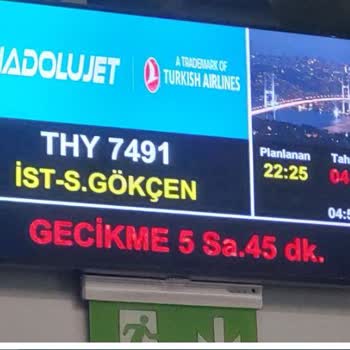 ADOLUJET
A TRADEMARK OF
TURKISH AIRLINES
THY 7491
İST-S.GÖKÇEN
Planlanan
22:25
GECİKME 5 Sa.45 dk.